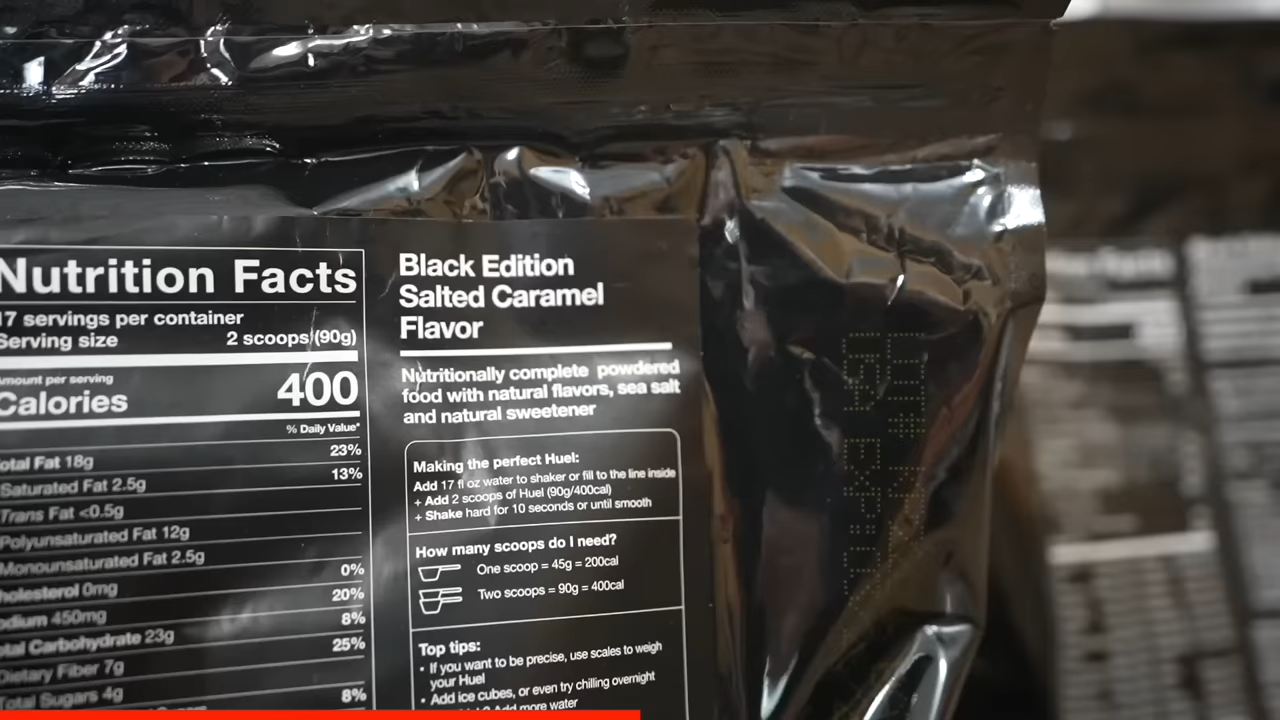 Nutrition Facts
17 servings per container
Serving size 2 scoops (90g)
Amount per serving
Calories 400
% Daily Value*
Total Fat 18g 23%
Saturated Fat 2.5g 13%
Trans Fat <0.5g
Polyunsaturated Fat 12g
Monounsaturated Fat 2.5g
Cholesterol 0mg 0%
Sodium 450mg 20%
Total Carbohydrate 23g 8%
Dietary Fiber 7g 25%
Total Sugars 4g
8%
Black Edition
Salted Caramel
Flavor
Nutritionally complete powdered
food with natural flavors, sea salt
and natural sweetener
Making the perfect Huel:
Add 17 fl oz water to shaker or fill to the line inside
+ Add 2 scoops of Huel (90g/400cal)
+ Shake hard for 10 seconds or until smooth
How many scoops do I need?
One scoop = 45g = 200cal
Two scoops = 90g = 400cal
Top tips:
• If you want to be precise, use scales to weigh
your Huel
• Add ice cubes, or even try chilling overnight
Add more water
LOT#
EXP